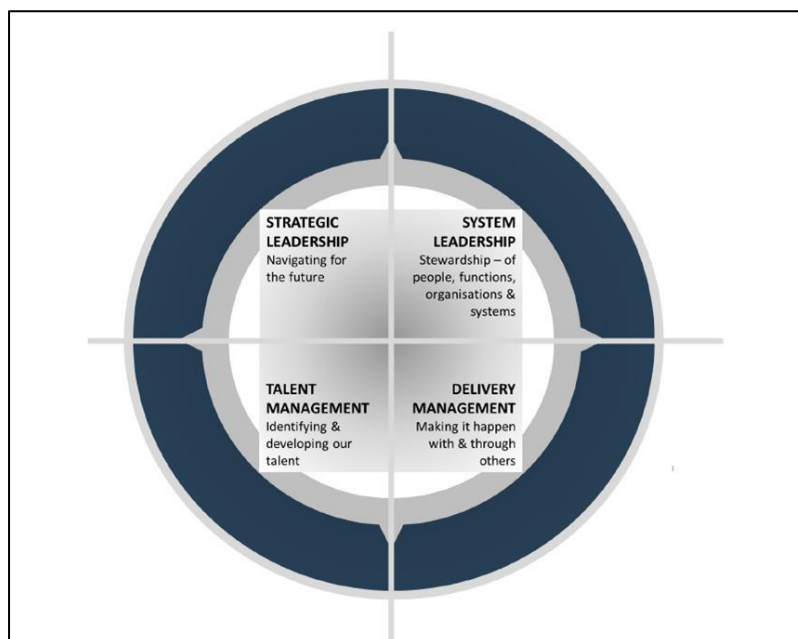 STRATEGIC
LEADERSHIP
Navigating for
the future
SYSTEM
LEADERSHIP
Stewardship – of
people, functions,
organisations &
systems
TALENT
MANAGEMENT
Identifying &
developing our
talent
DELIVERY
MANAGEMENT
Making it happen
with & through
others